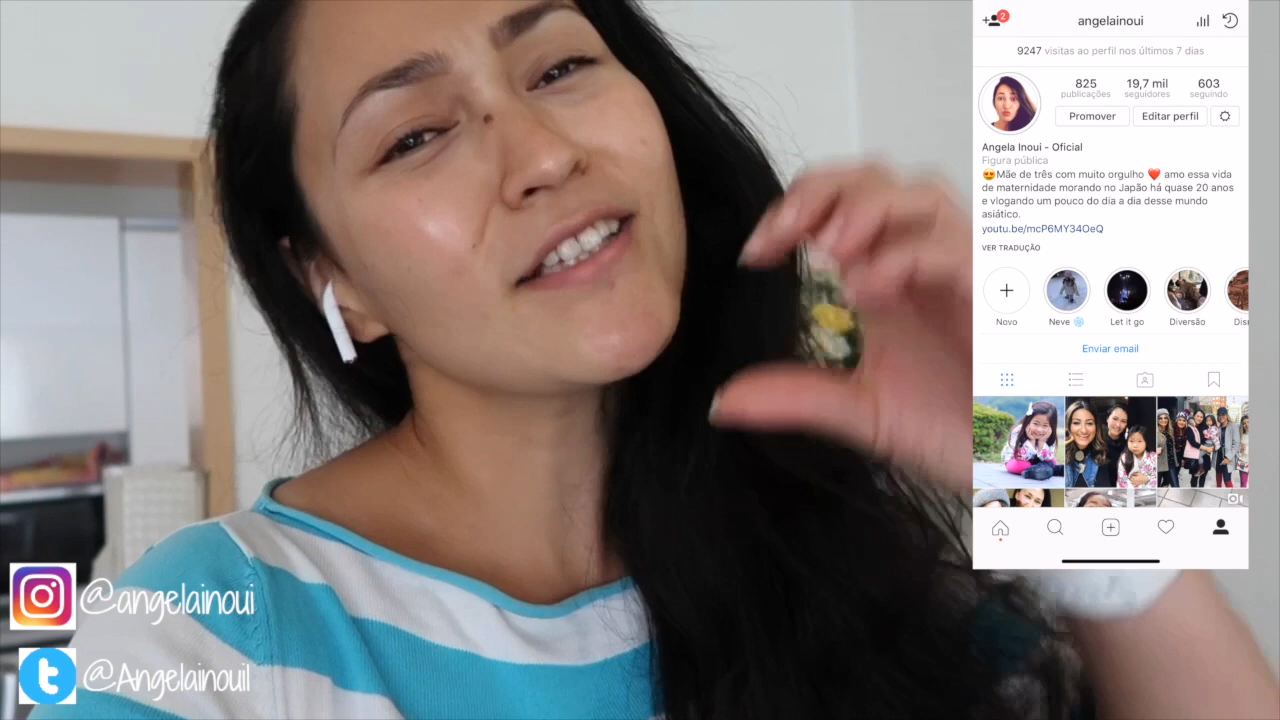 2
angelainoui
9247 visitas ao perfil nos últimos 7 dias
825 19,7 mil 603
publicações seguidores seguindo
Promover Editar perfil
Angela Inoui - Oficial
Figura pública
😍Mãe de três com muito orgulho ❤️ amo essa vida
de maternidade morando no Japão há quase 20 anos
e vlogando um pouco do dia a dia desse mundo
asiático.
youtu.be/mcP6MY34OeQ
VER TRADUÇÃO
Novo Neve ❄️ Let it go Diversão
Enviar email
@angelainoui
@Angelainouil